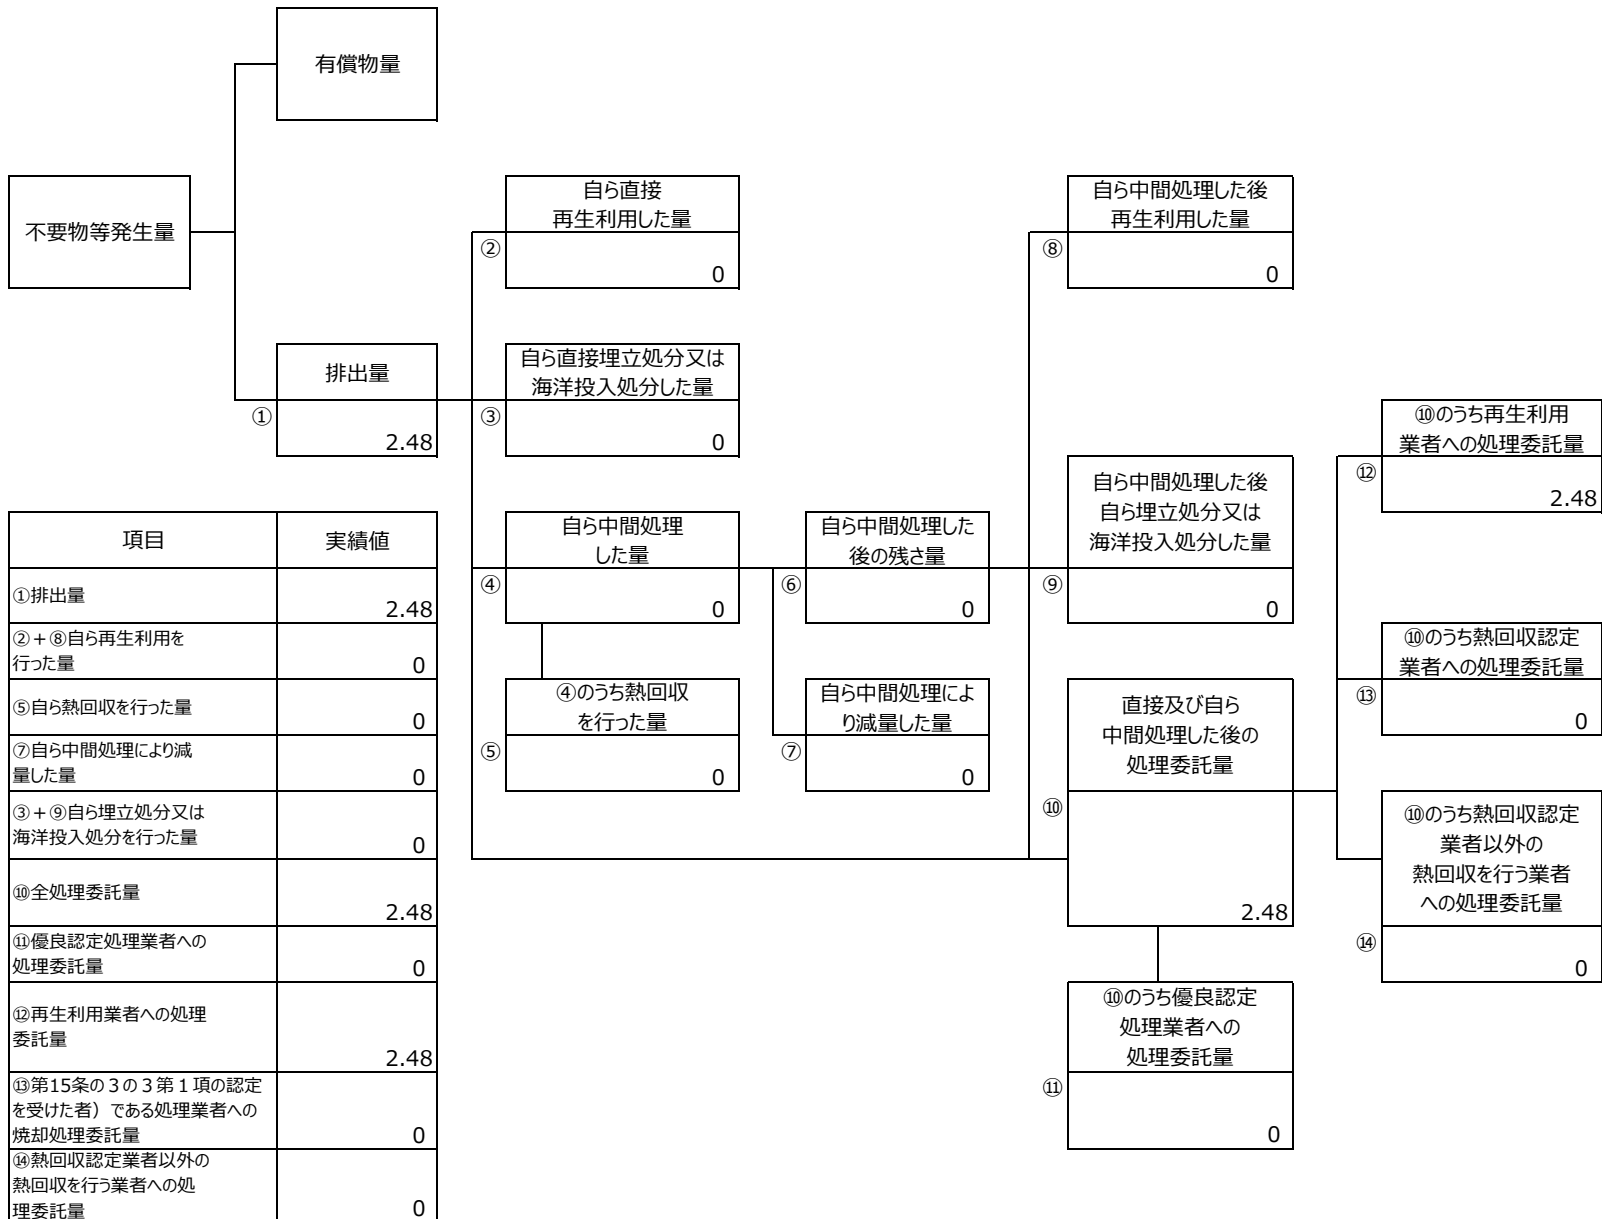 有償物量
不要物等発生量
自ら直接
再生利用した量
②
0
自ら中間処理した後
再生利用した量
⑧
0
排出量
①
2.48
自ら直接埋立処分又は
海洋投入処分した量
③
0
⑩のうち再生利用
業者への処理委託量
⑫
2.48
自ら中間処理した後
自ら埋立処分又は
海洋投入処分した量
⑨
0
自ら中間処理
した量
④
0
自ら中間処理した
後の残さ量
⑥
0
⑩のうち熱回収認定
業者への処理委託量
⑬
0
④のうち熱回収
を行った量
⑤
0
自ら中間処理によ
り減量した量
⑦
0
直接及び自ら
中間処理した後の
処理委託量
⑩
2.48
⑩のうち熱回収認定
業者以外の
熱回収を行う業者
への処理委託量
⑭
0
⑩のうち優良認定
処理業者への
処理委託量
⑪
0
項目 実績値
①排出量
2.48
②+⑧自ら再生利用を
行った量
0
⑤自ら熱回収を行った量
0
⑦自ら中間処理により減
量した量
0
③+⑨自ら埋立処分又は
海洋投入処分を行った量
0
⑩全処理委託量
2.48
⑪優良認定処理業者への
処理委託量
0
⑫再生利用業者への処理
委託量
2.48
⑬第15条の3の3第1項の認定
を受けた者)である処理業者への
焼却処理委託量
0
⑭熱回収認定業者以外の
熱回収を行う業者への処
理委託量
0